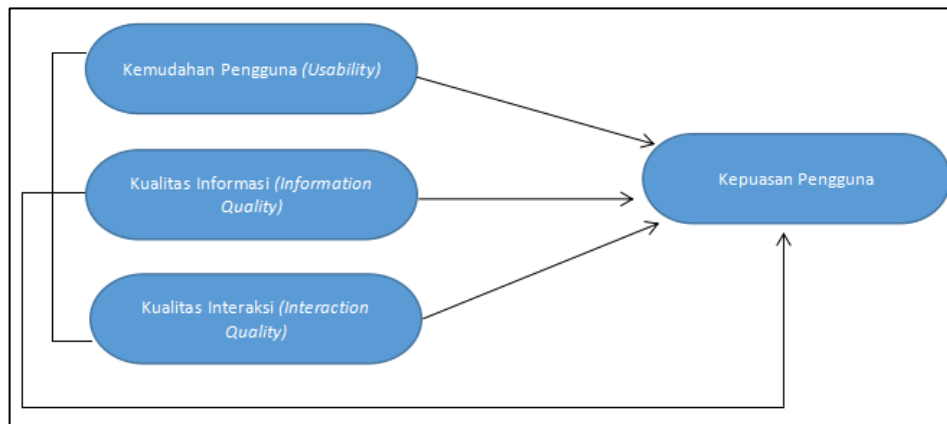 Kemudahan Pengguna (Usability)
Kualitas Informasi (Information
Quality)
Kepuasan Pengguna
Kualitas Interaksi (Interaction
Quality)